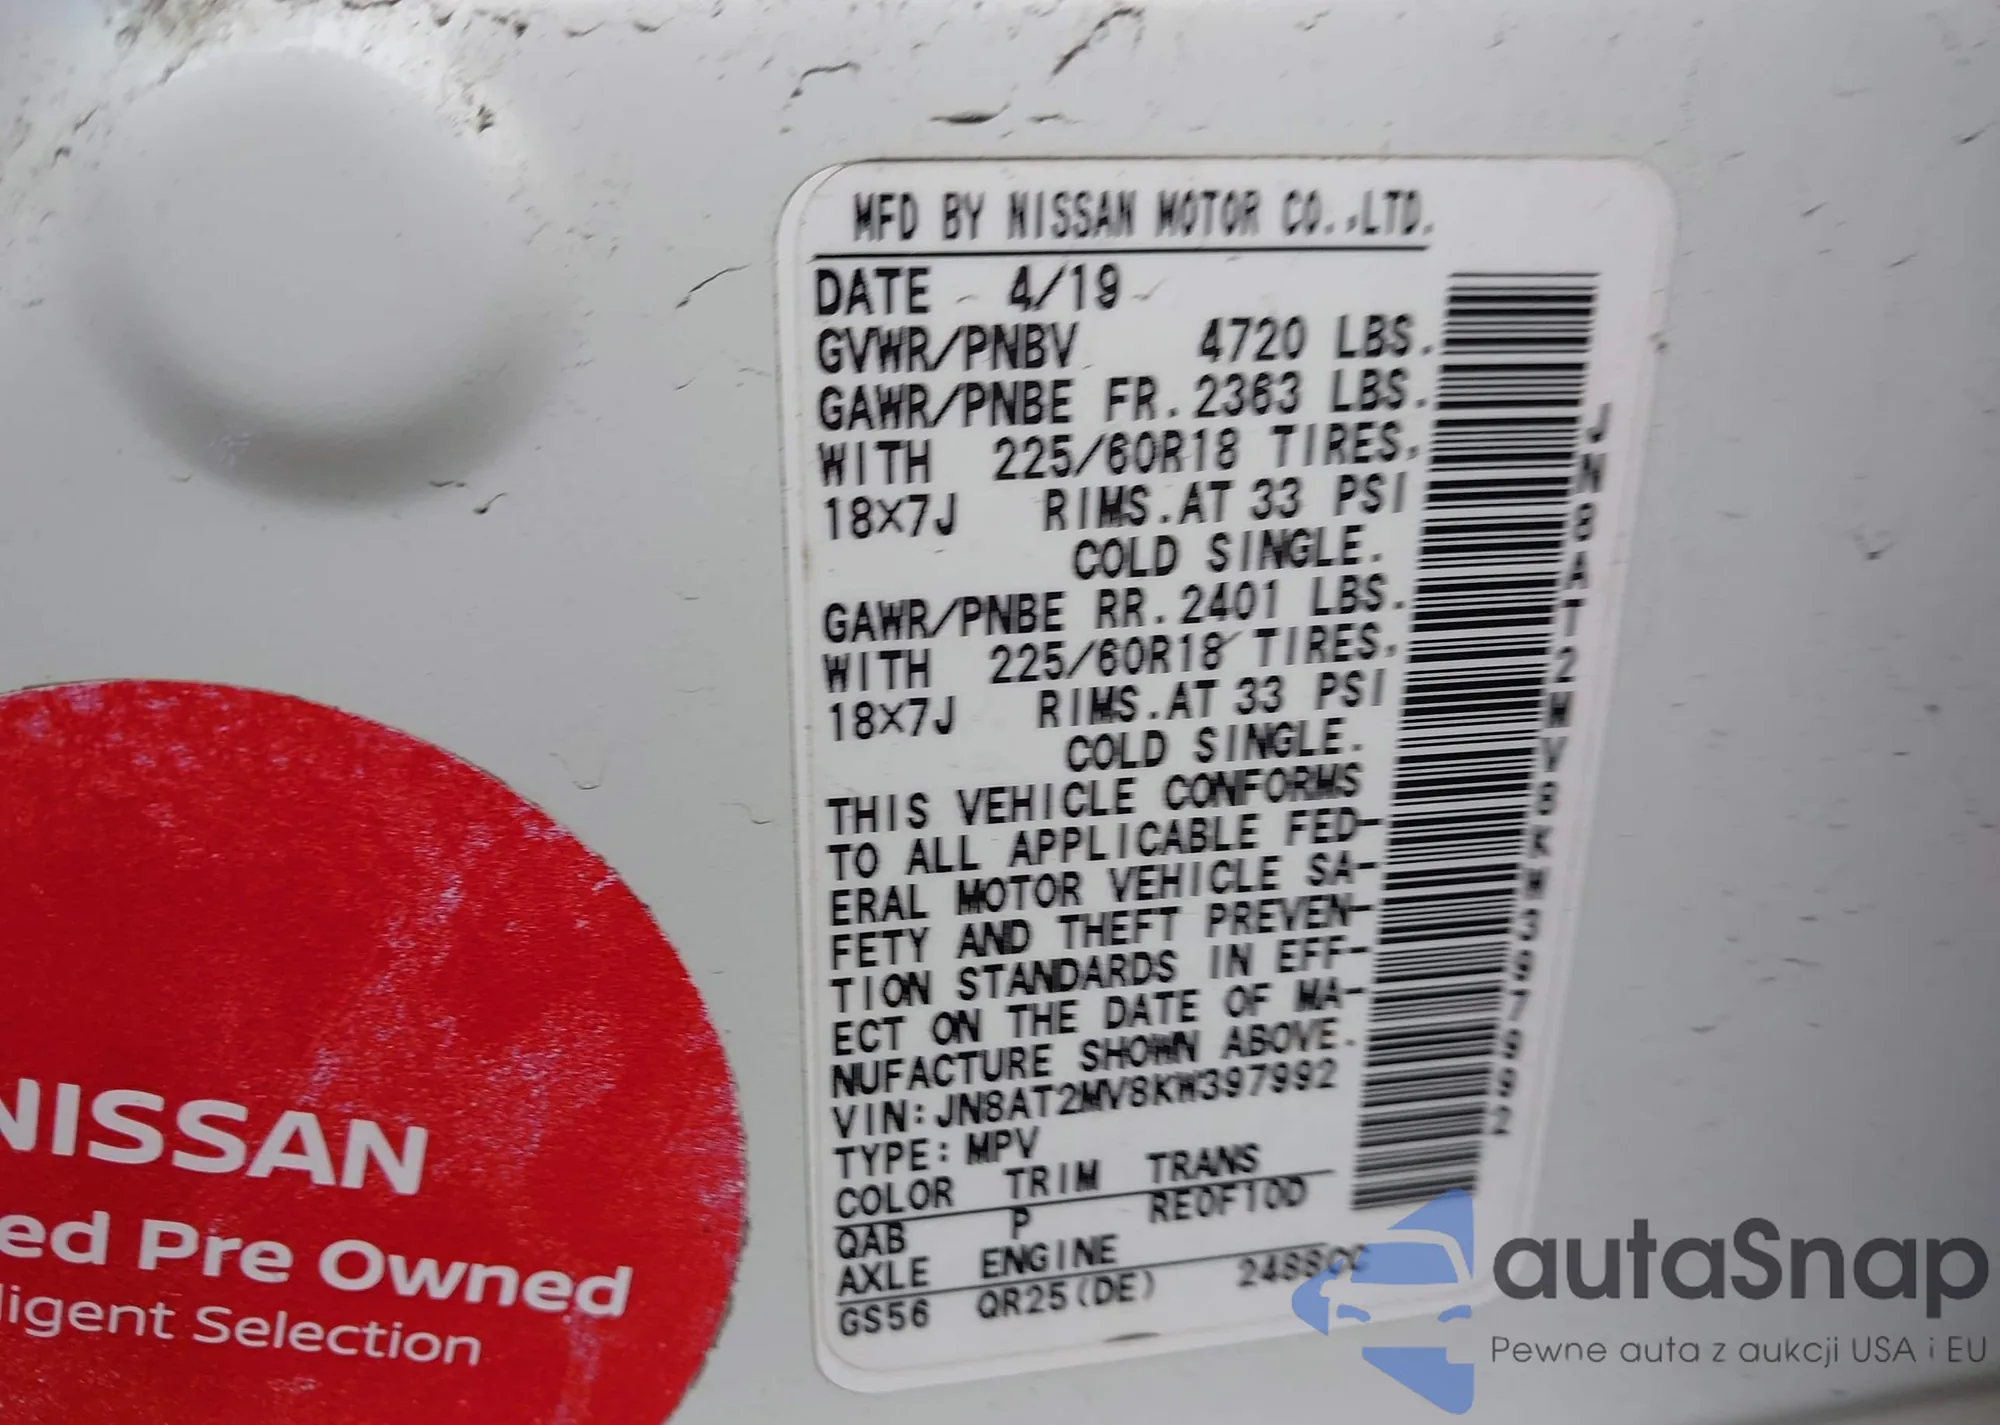 MFD BY NISSAN MOTOR CO.,LTD.
DATE 4/19
GVWR/PNBV 4720 LBS.
GAWR/PNBE FR.2363 LBS.
WITH 225/60R18 TIRES.
18X7J RIMS.AT 33 PSI
COLD SINGLE.
GAWR/PNBE RR.2401 LBS.
WITH 225/60R18 TIRES.
18X7J RIMS.AT 33 PSI
COLD SINGLE.
THIS VEHICLE CONFORMS
TO ALL APPLICABLE FED-
ERAL MOTOR VEHICLE SA-
FETY AND THEFT PREVEN-
TION STANDARDS IN EFF-
ECT ON THE DATE OF MA-
NUFACTURE SHOWN ABOVE.
VIN:JN8AT2MV8KW397992
TYPE:MPV
COLOR TRIM TRANS
QAB P RE0F10D
AXLE ENGINE
GS56 QR25(DE) 2488CC
JN8AT2MV8KW397992
NISSAN
ed Pre Owned
ligent Selection
autaSnap
Pewne auta z aukcji USA i EU